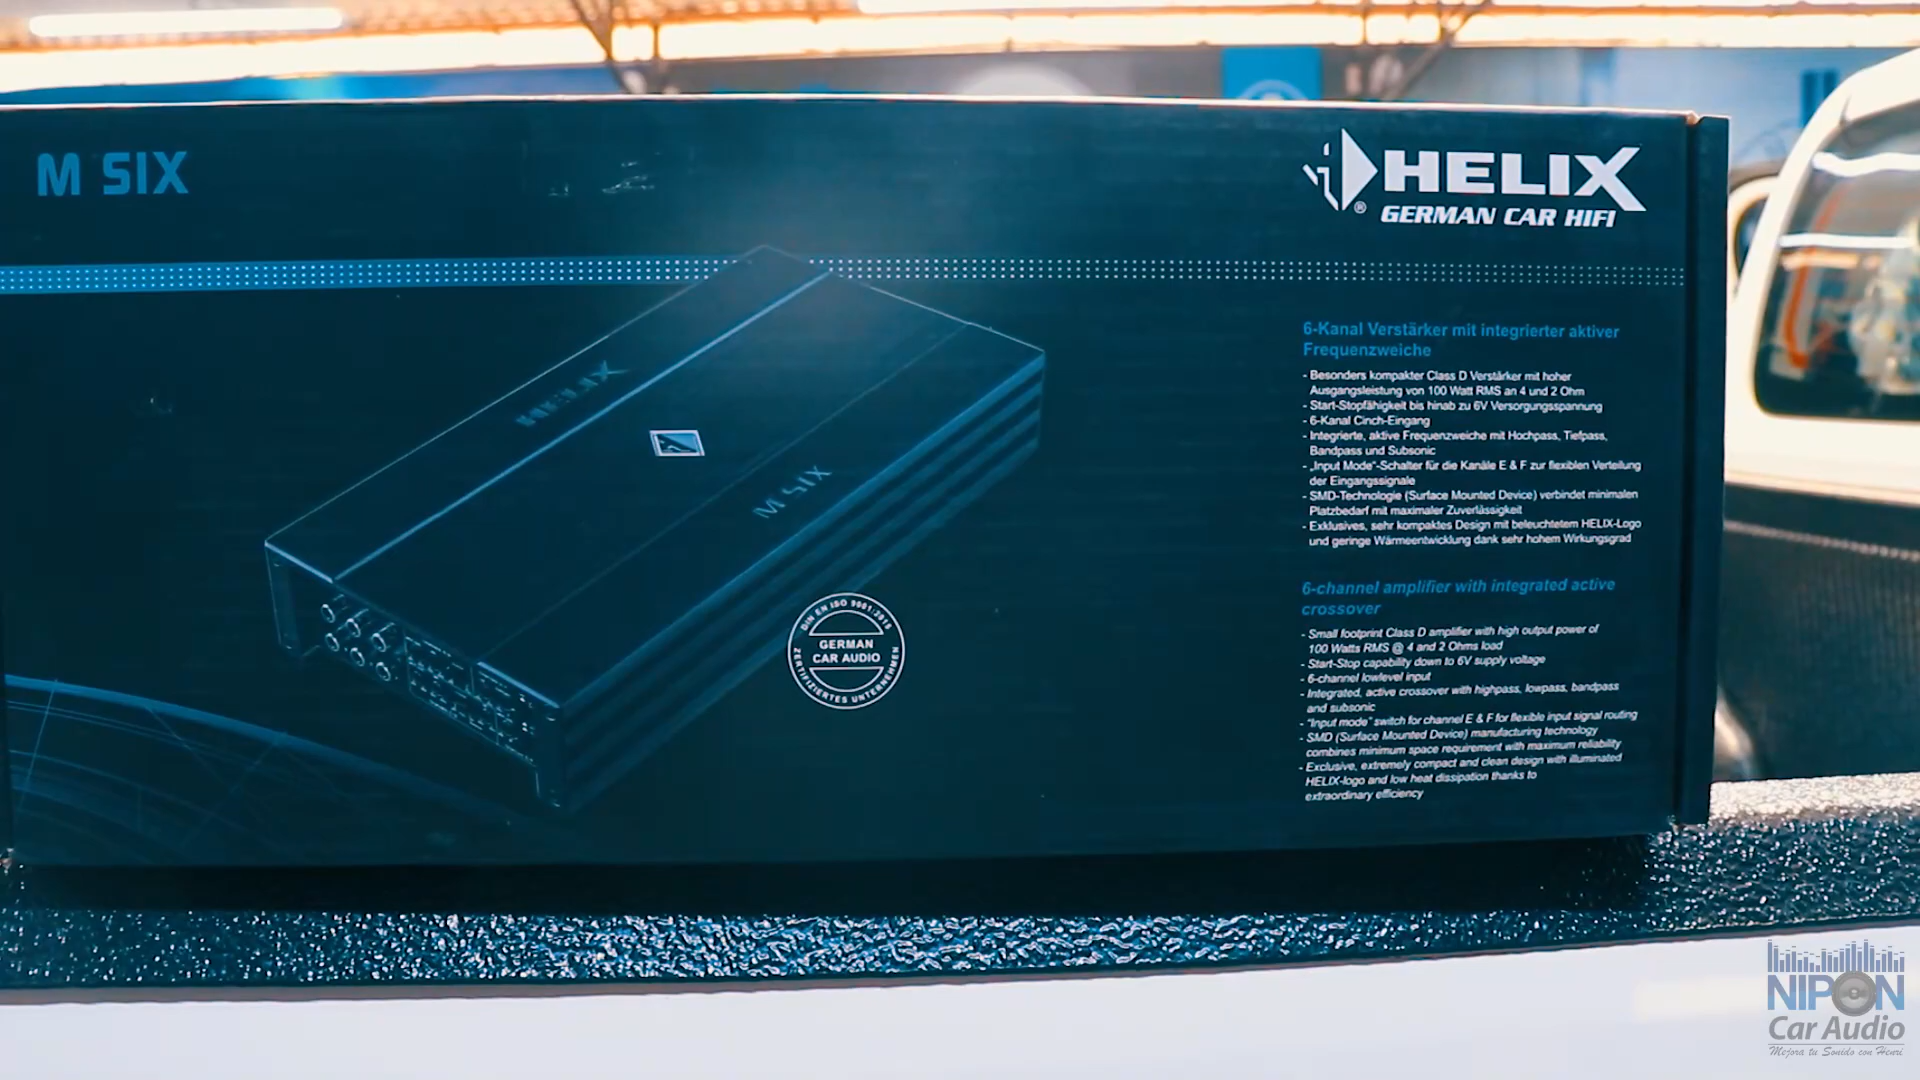 M SIX
HELIX
®
GERMAN CAR HIFI
HELIX
M SIX
6-Kanal Verstärker mit integrierter aktiver
Frequenzweiche
- Besonders kompakter Class D Verstärker mit hoher
Ausgangsleistung von 100 Watt RMS an 4 und 2 Ohm
- Start-Stopfähigkeit bis hinab zu 6V Versorgungsspannung
- 6-Kanal Cinch-Eingang
- Integrierte, aktive Frequenzweiche mit Hochpass, Tiefpass,
Bandpass und Subsonic
- „Input Mode“-Schalter für die Kanäle E & F zur flexiblen Verteilung
der Eingangssignale
- SMD-Technologie (Surface Mounted Device) verbindet minimalen
Platzbedarf mit maximaler Zuverlässigkeit
- Exklusives, sehr kompaktes Design mit beleuchtetem HELIX-Logo
und geringe Wärmeentwicklung dank sehr hohem Wirkungsgrad
6-channel amplifier with integrated active
crossover
- Small footprint Class D amplifier with high output power of
100 Watts RMS @ 4 and 2 Ohms load
- Start-Stop capability down to 6V supply voltage
- 6-channel lowlevel input
- Integrated, active crossover with highpass, lowpass, bandpass
and subsonic
- "Input mode" switch for channel E & F for flexible input signal routing
- SMD (Surface Mounted Device) manufacturing technology
combines minimum space requirement with maximum reliability
- Exclusive, extremely compact and clean design with illuminated
HELIX-logo and low heat dissipation thanks to
extraordinary efficiency
DIN EN ISO 9001:2015
GERMAN
CAR AUDIO
ZERTIFIZIERTES UNTERNEHMEN
NIPON
Car Audio
Mejora tu Sonido con Henri